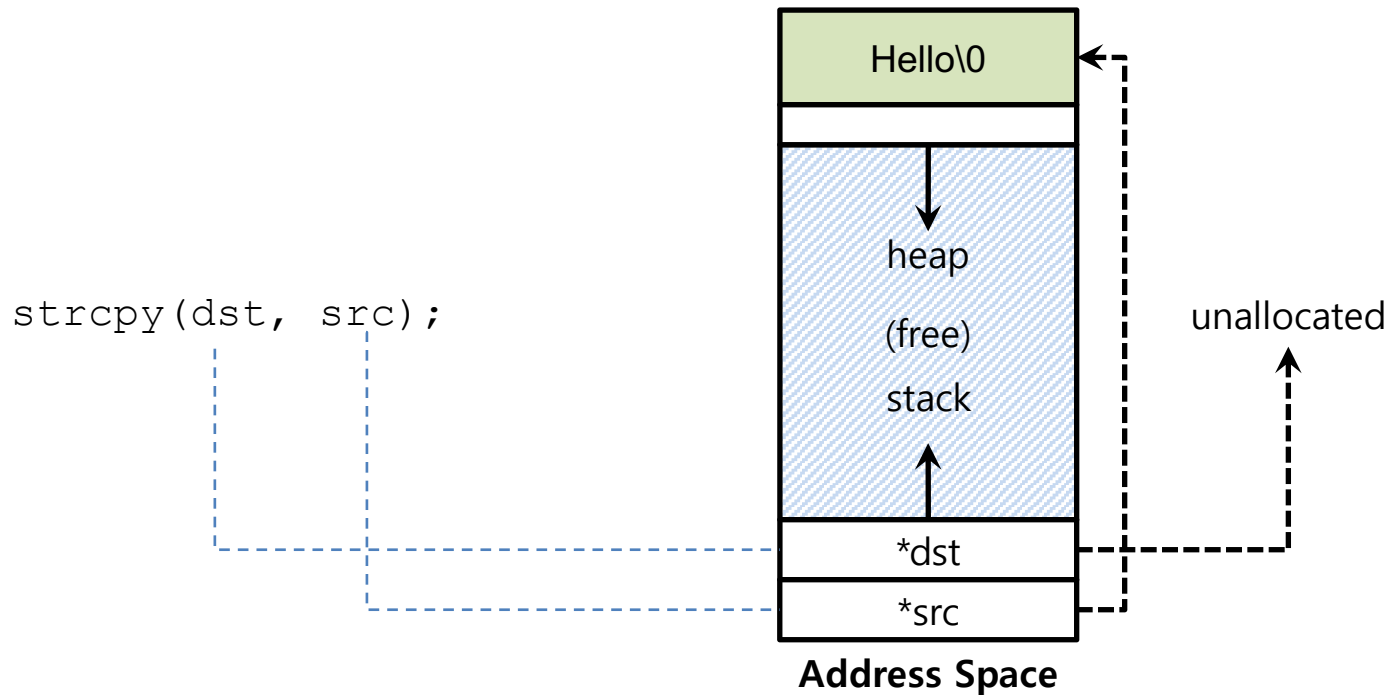 Hello\0
heap
strcpy(dst, src);
(free)
unallocated
stack
*dst
*src
Address Space